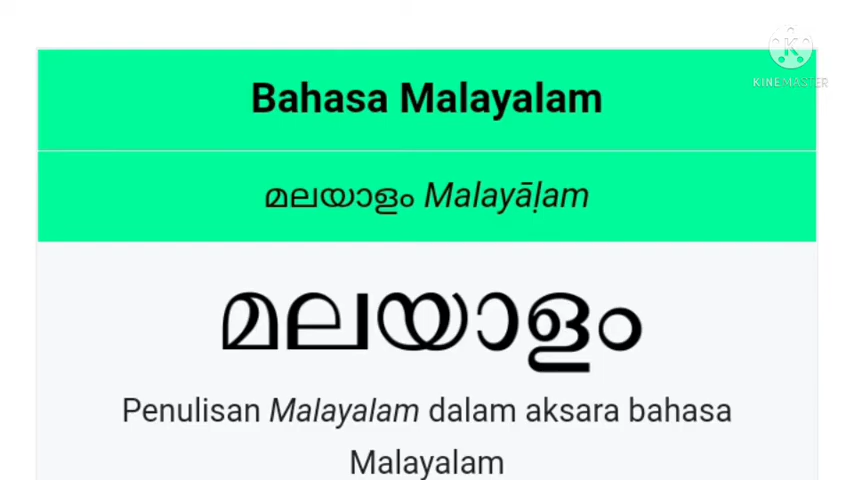 KINEMASTER
Bahasa Malayalam
മലയാളം Malayāḷam
മലയാളം
Penulisan Malayalam dalam aksara bahasa
Malayalam